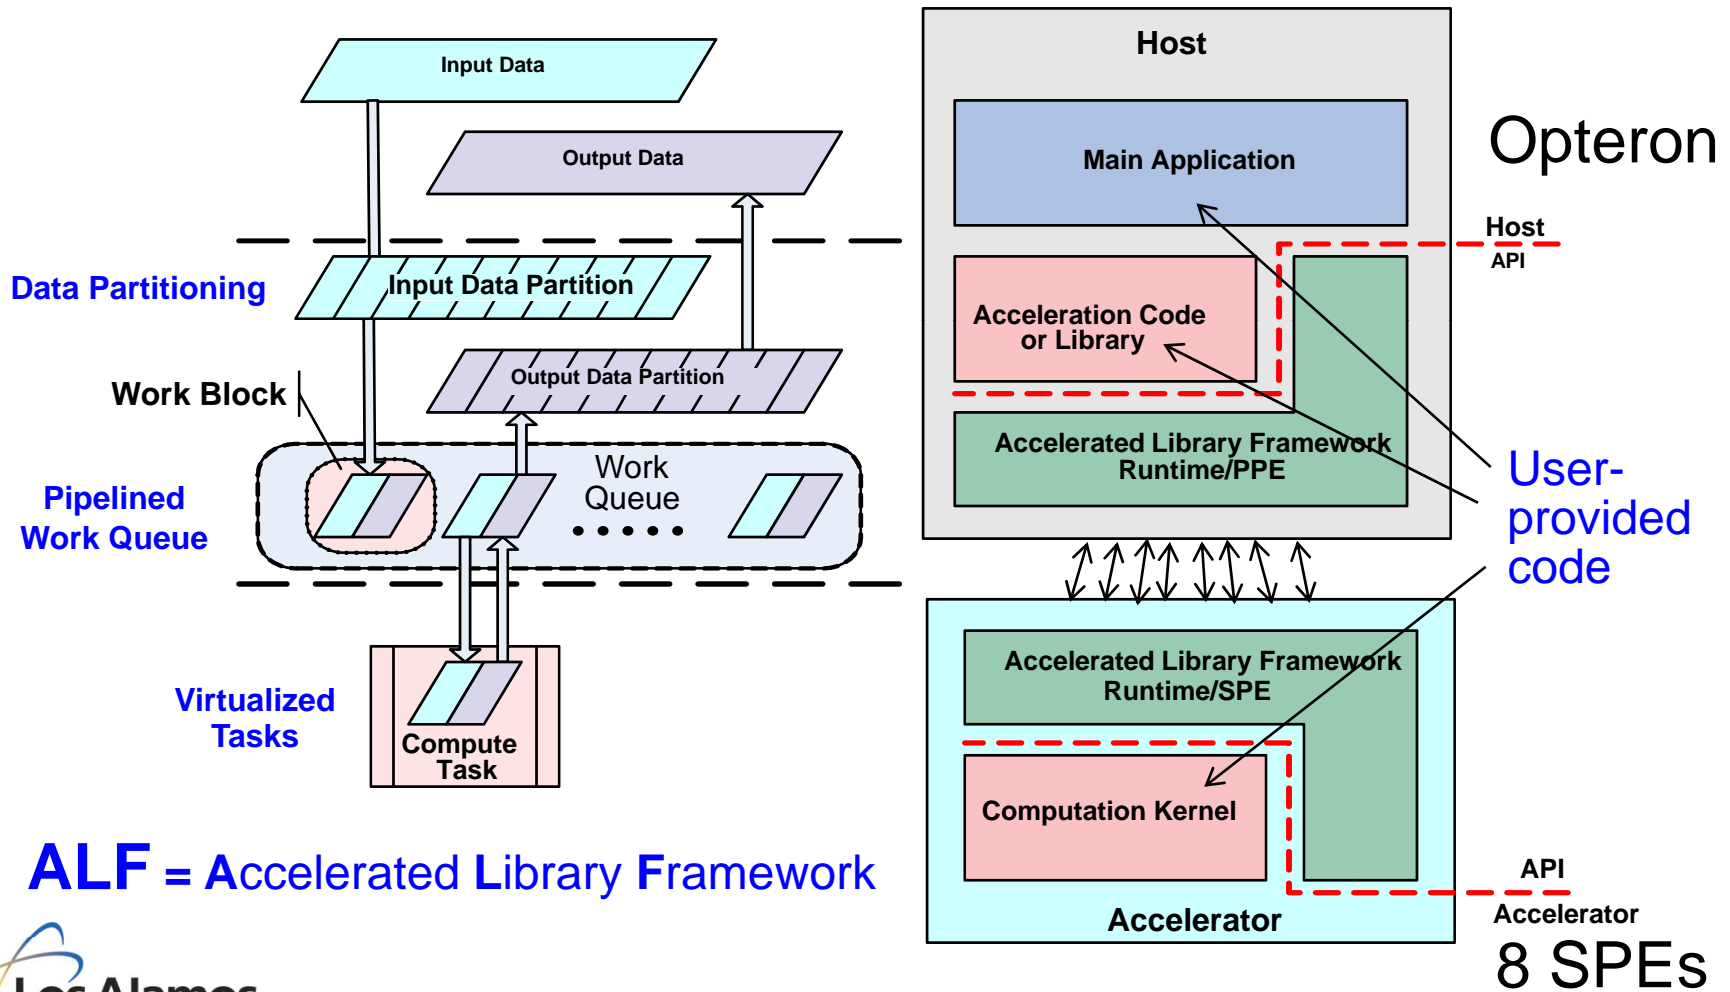 Input Data
Output Data
Data Partitioning
Input Data Partition
Output Data Partition
Work Block
Pipelined
Work Queue
Work
Queue
Virtualized
Tasks
Compute
Task
ALF = Accelerated Library Framework
Los Alamos
Host
Main Application
Opteron
Host
API
Acceleration Code
or Library
Accelerated Library Framework
Runtime/PPE
User-
provided
code
Accelerated Library Framework
Runtime/SPE
Computation Kernel
Accelerator
API
Accelerator
8 SPEs